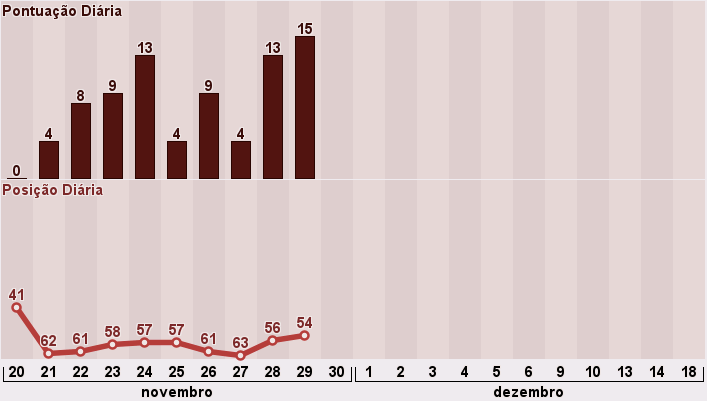 Pontuação Diária
0 4 8 9 13 4 9 4 13 15
Posição Diária
41 62 61 58 57 57 61 63 56 54
20 21 22 23 24 25 26 27 28 29 30 1 2 3 4 5 6 9 10 13 14 18
novembro dezembro